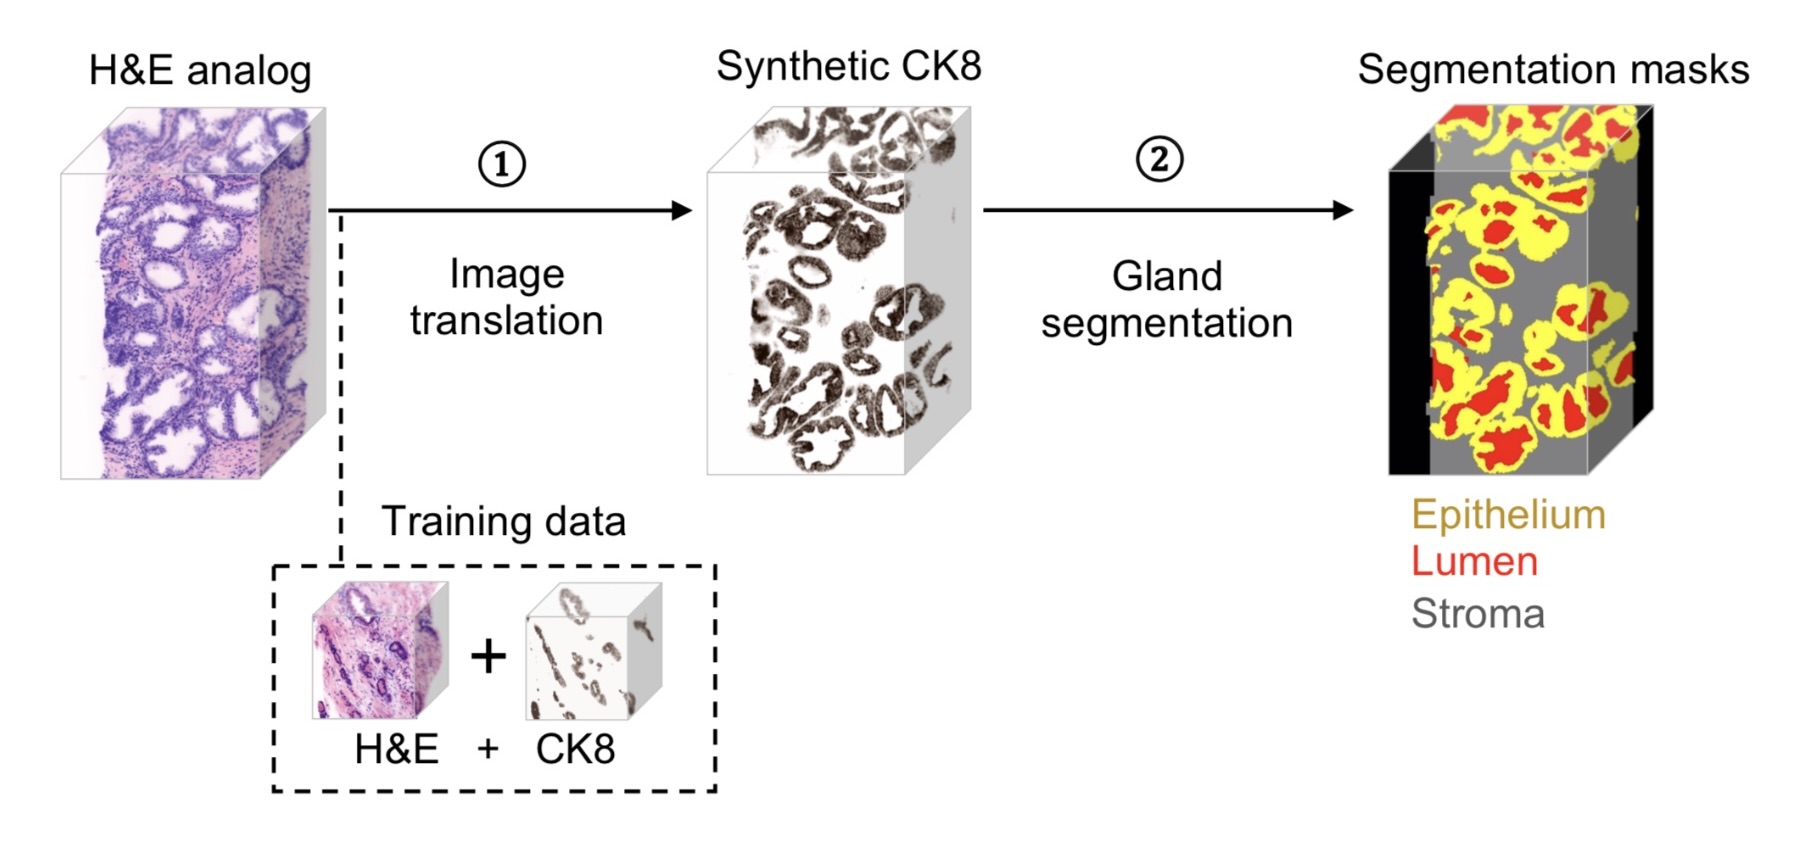 H&E analog
Synthetic CK8
Segmentation masks
①
Image
translation
②
Gland
segmentation
Training data
+
H&E + CK8
Epithelium
Lumen
Stroma